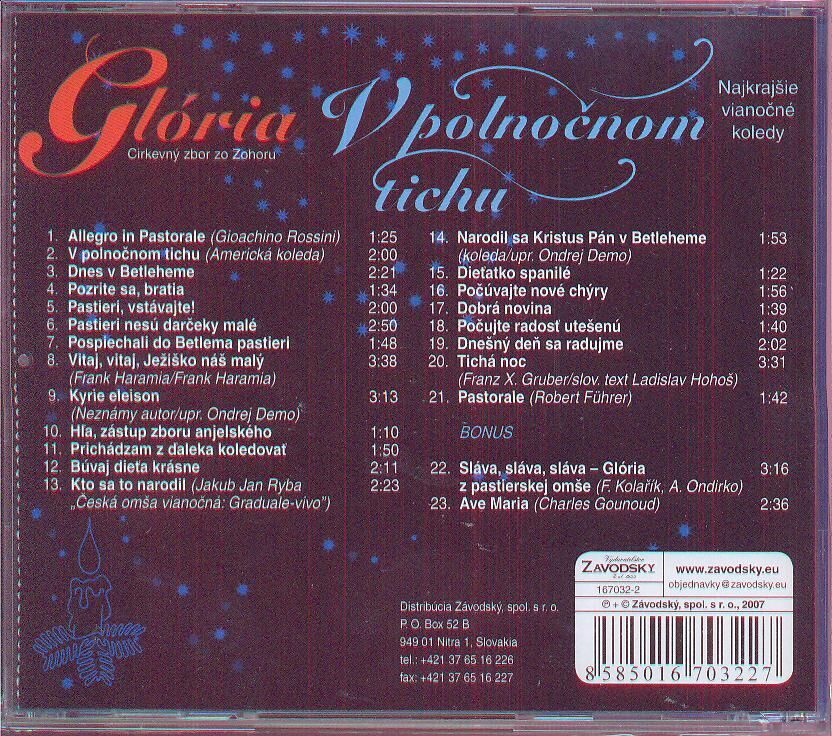 Glória
Cirkevný zbor zo Zohoru
V polnočnom
tichu
Najkrajšie
vianočné
koledy
1. Allegro in Pastorale (Gioachino Rossini) 1:25
2. V polnočnom tichu (Americká koleda) 2:00
3. Dnes v Betleheme 2:21
4. Pozrite sa, bratia 1:34
5. Pastieri, vstávajte! 2:00
6. Pastieri nesú darčeky malé 2:50
7. Pospiechali do Betlema pastieri 1:48
8. Vitaj, vitaj, Ježiško náš malý 3:38
(Frank Haramia/Frank Haramia)
9. Kyrie eleison 3:13
(Neznámy autor/upr. Ondrej Demo)
10. Hľa, zástup zboru anjelského 1:10
11. Prichádzam z ďaleka koledovať 1:50
12. Búvaj dieťa krásne 2:11
13. Kto sa to narodil (Jakub Jan Ryba 2:23
„Česká omša vianočná: Graduale-vivo")
14. Narodil sa Kristus Pán v Betleheme 1:53
(koleda/upr. Ondrej Demo)
15. Dieťatko spanilé 1:22
16. Počúvajte nové chýry 1:56
17. Dobrá novina 1:39
18. Počujte radosť utešenú 1:40
19. Dnešný deň sa radujme 2:02
20. Tichá noc 3:31
(Franz X. Gruber/slov. text Ladislav Hohoš)
21. Pastorale (Robert Führer) 1:42
BONUS
22. Sláva, sláva, sláva – Glória 3:16
z pastierskej omše (F. Kolařík, A. Ondirko)
23. Ave Maria (Charles Gounoud) 2:36
Distribúcia Závodský, spol. s r. o.
P. O. Box 52 B
949 01 Nitra 1, Slovakia
tel.: +421 37 65 16 226
fax: +421 37 65 16 227
Vydavateľstvo
ZAVODSKY
167032-2
www.zavodsky.eu
objednavky@zavodsky.eu
℗ + © Závodský, spol. s r. o., 2007
8 585016 703227